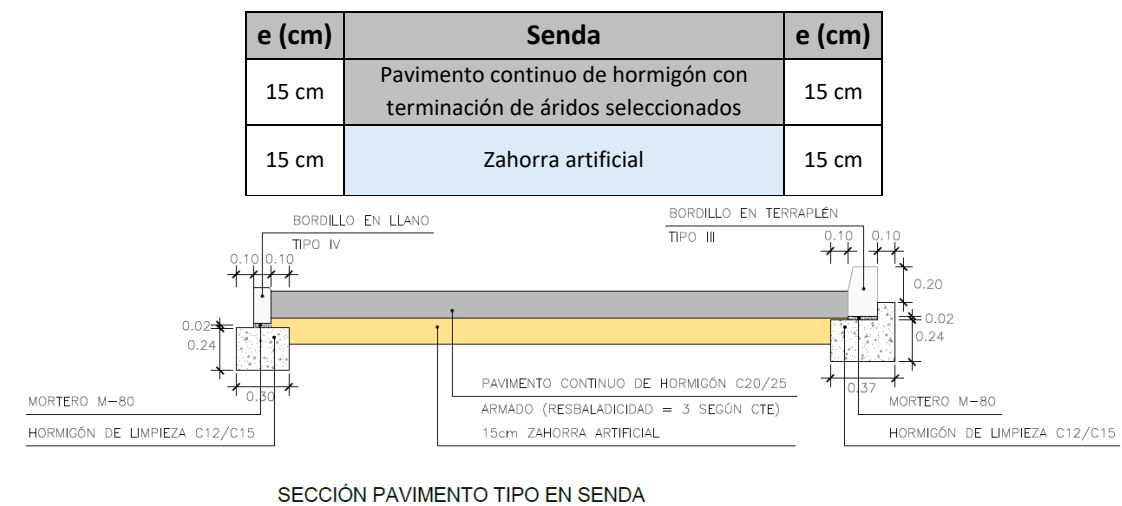 e (cm) Senda e (cm)
15 cm Pavimento continuo de hormigón con terminación de áridos seleccionados 15 cm
15 cm Zahorra artificial 15 cm
BORDILLO EN LLANO
TIPO IV
BORDILLO EN TERRAPLÉN
TIPO III
0.10 0.10
0.10 0.10
0.20
0.02
0.24
0.02
0.24
0.30
0.37
MORTERO M-80
HORMIGÓN DE LIMPIEZA C12/C15
PAVIMENTO CONTINUO DE HORMIGÓN C20/25
ARMADO (RESBALADICIDAD = 3 SEGÚN CTE)
15cm ZAHORRA ARTIFICIAL
MORTERO M-80
HORMIGÓN DE LIMPIEZA C12/C15
SECCIÓN PAVIMENTO TIPO EN SENDA